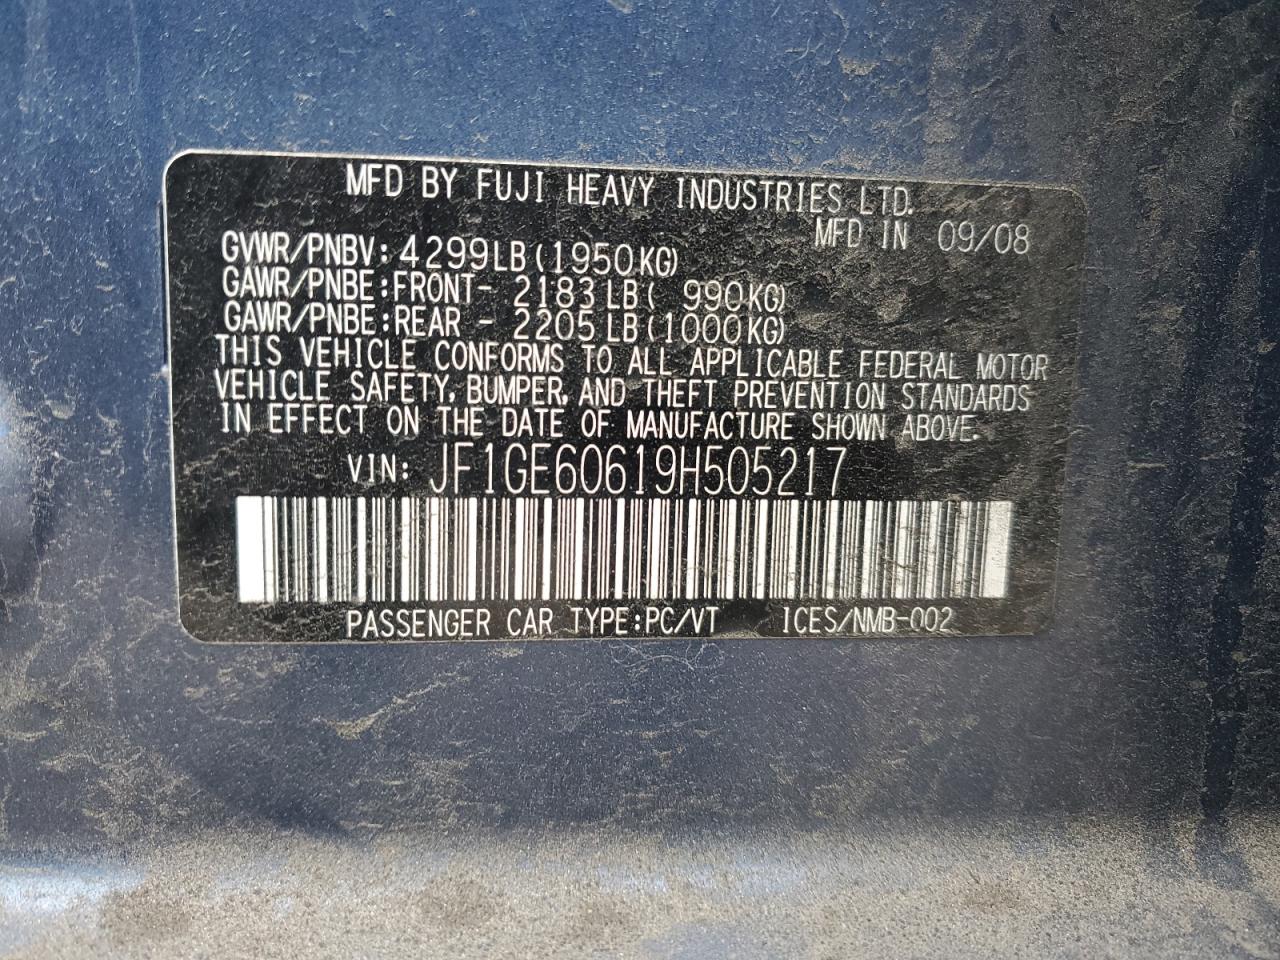 MFD BY FUJI HEAVY INDUSTRIES LTD.
MFD IN 09/08
GVWR/PNBV: 4299LB(1950KG)
GAWR/PNBE:FRONT- 2183LB( 990KG)
GAWR/PNBE:REAR - 2205LB(1000KG)
THIS VEHICLE CONFORMS TO ALL APPLICABLE FEDERAL MOTOR
VEHICLE SAFETY, BUMPER, AND THEFT PREVENTION STANDARDS
IN EFFECT ON THE DATE OF MANUFACTURE SHOWN ABOVE.
VIN: JF1GE60619H505217
PASSENGER CAR TYPE:PC/VT ICES/NMB-002